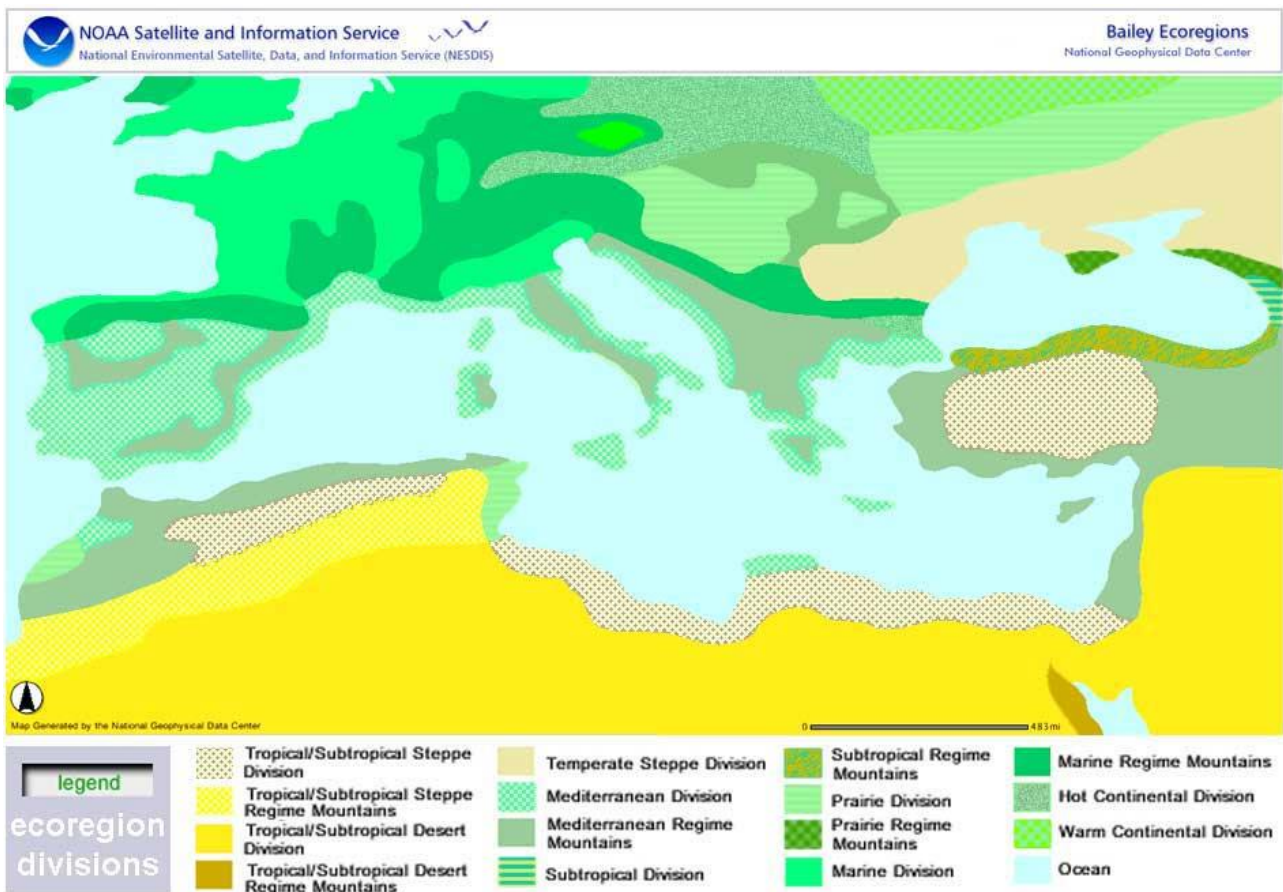 NOAA Satellite and Information Service
National Environmental Satellite, Data, and Information Service (NESDIS)
Bailey Ecoregions
National Geophysical Data Center
Map Generated by the National Geophysical Data Center
0 483 mi
legend
ecoregion
divisions
Tropical/Subtropical Steppe
Division
Tropical/Subtropical Steppe
Regime Mountains
Tropical/Subtropical Desert
Division
Tropical/Subtropical Desert
Regime Mountains
Temperate Steppe Division
Mediterranean Division
Mediterranean Regime
Mountains
Subtropical Division
Subtropical Regime
Mountains
Prairie Division
Prairie Regime
Mountains
Marine Division
Marine Regime Mountains
Hot Continental Division
Warm Continental Division
Ocean